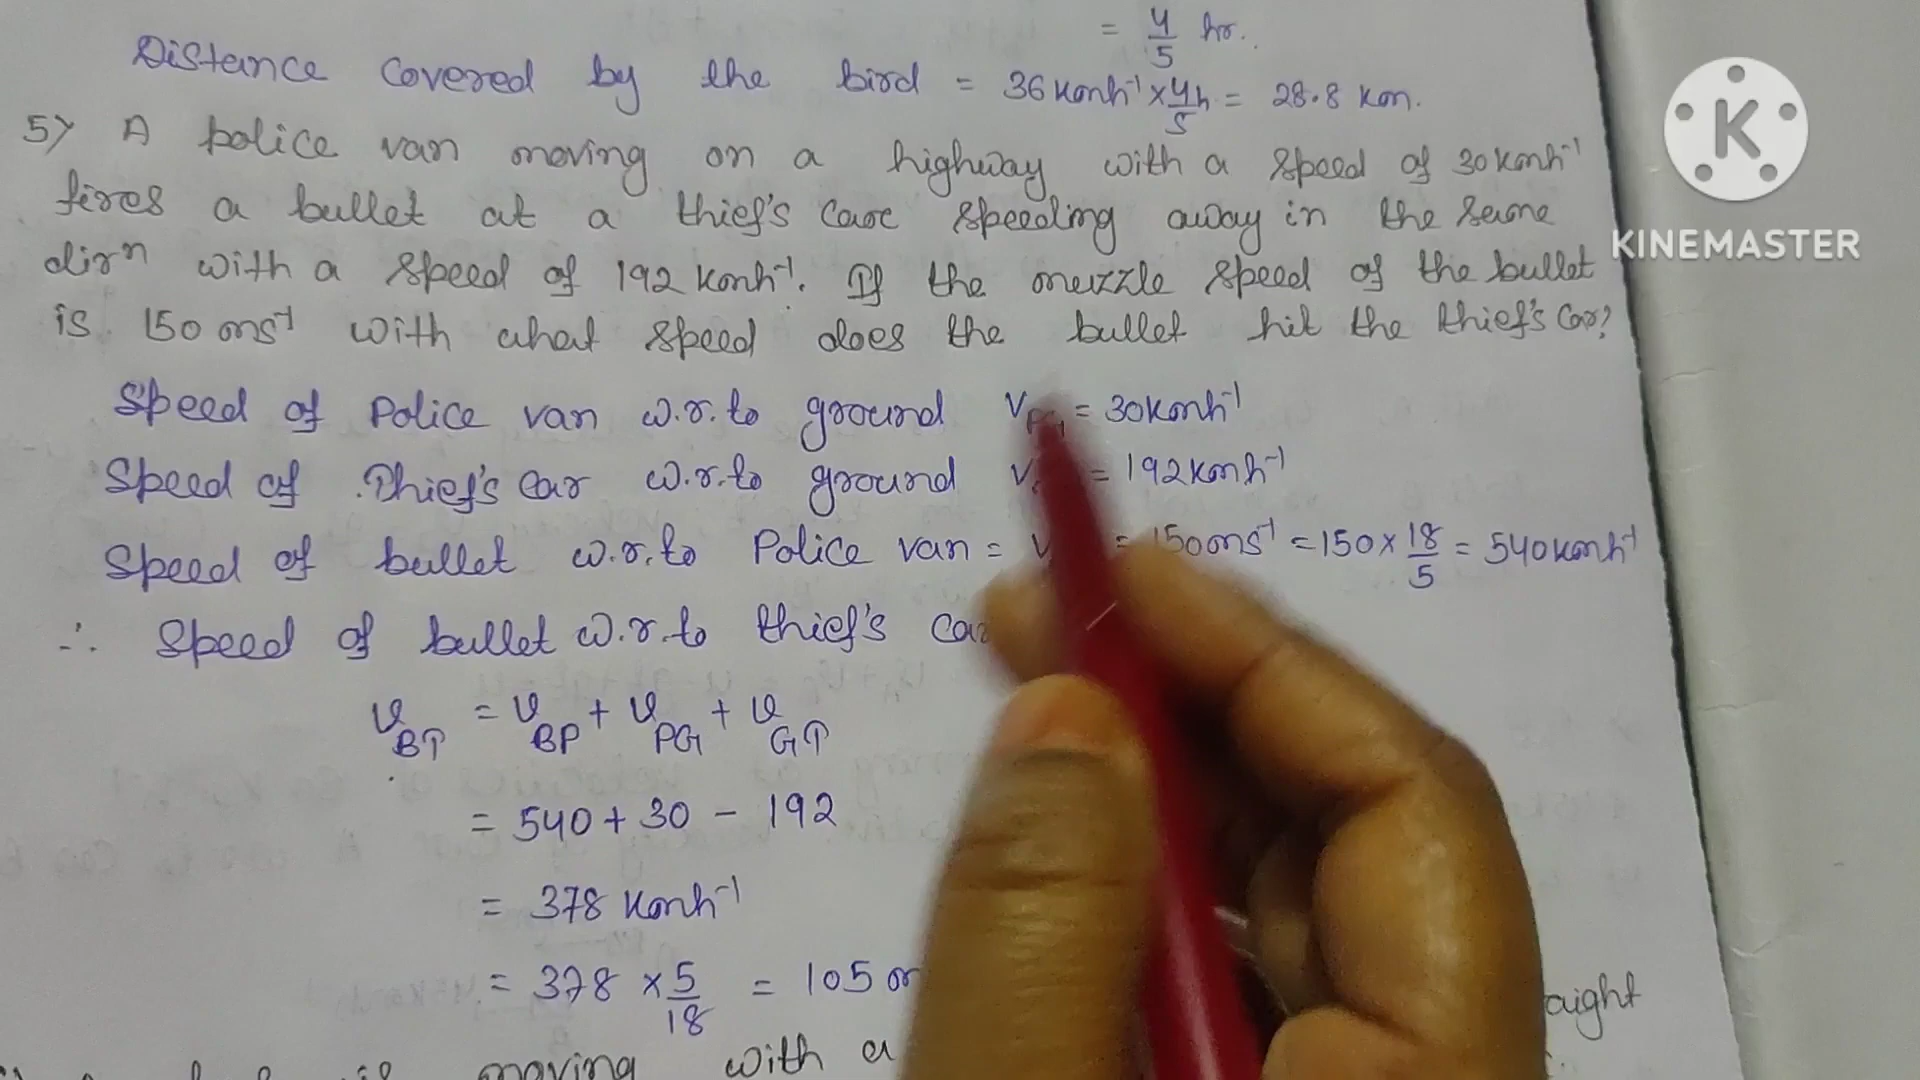 = 4/5 hr.
Distance covered by the bird = 36 kmh⁻¹ × 4/5 h = 28.8 km.
5) A police van moving on a highway with a speed of 30 kmh⁻¹
fires a bullet at a thief's car speeding away in the same
dirⁿ with a speed of 192 kmh⁻¹. If the muzzle speed of the bullet
is 150 ms⁻¹ with what speed does the bullet hit the thief's car?
Speed of Police van w.r.to ground V_PG = 30 kmh⁻¹
Speed of Thief's car w.r.to ground V = 192 kmh⁻¹
Speed of bullet w.r.to Police van = V = 150 ms⁻¹ = 150 × 18/5 = 540 kmh⁻¹
∴ Speed of bullet w.r.to thief's car
v_BT = v_BP + v_PG + v_GT
= 540 + 30 - 192
= 378 kmh⁻¹
= 378 × 5/18 = 105 m
aight
moving with a
KINEMASTER